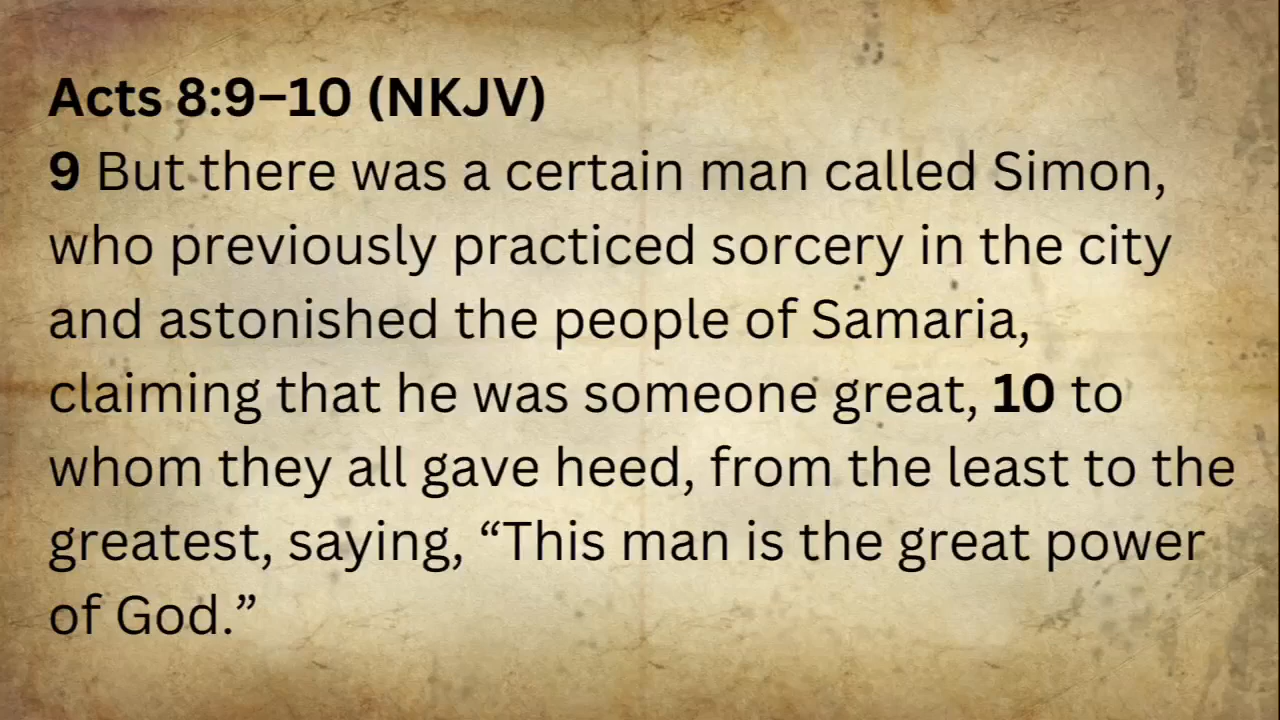 Acts 8:9–10 (NKJV)
9 But there was a certain man called Simon,
who previously practiced sorcery in the city
and astonished the people of Samaria,
claiming that he was someone great, 10 to
whom they all gave heed, from the least to the
greatest, saying, “This man is the great power
of God.”